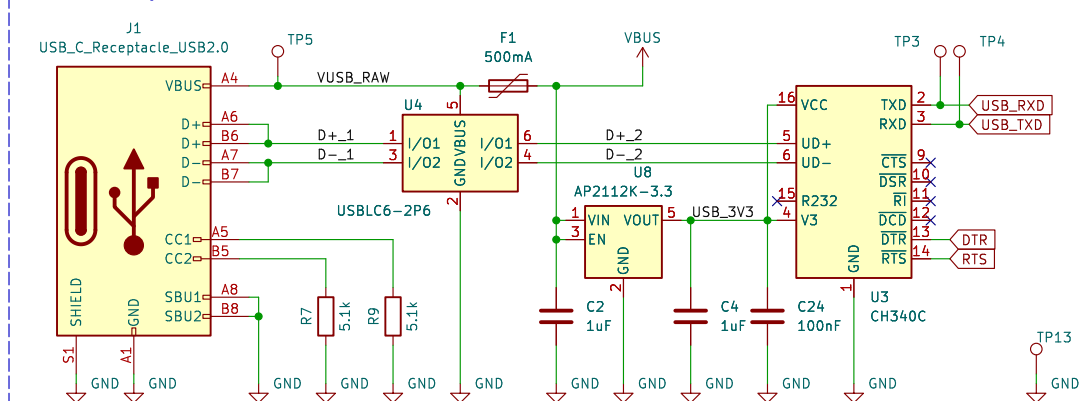 J1
USB_C_Receptacle_USB2.0
TP5
F1
500mA
VBUS
TP3
TP4
VBUS
A4
VUSB_RAW
D+
A6
D+
B6
D-
A7
D-
B7
CC1
A5
CC2
B5
SBU1
A8
SBU2
B8
SHIELD
GND
S1
A1
U4
5
VBUS
GND
1
I/O1
I/O1
6
3
I/O2
I/O2
4
2
D+_1
D-_1
D+_2
D-_2
USBLC6-2P6
U8
AP2112K-3.3
1
VIN
VOUT
5
3
EN
GND
2
USB_3V3
16
VCC
TXD
2
USB_RXD
RXD
3
USB_TXD
5
UD+
6
UD-
CTS
9
DSR
10
15
R232
RI
11
4
V3
DCD
12
DTR
13
DTR
RTS
14
RTS
GND
1
U3
CH340C
R7
5.1k
R9
5.1k
C2
1uF
C4
1uF
C24
100nF
TP13
GND
GND
GND
GND
GND
GND
GND
GND
GND
GND
GND
GND